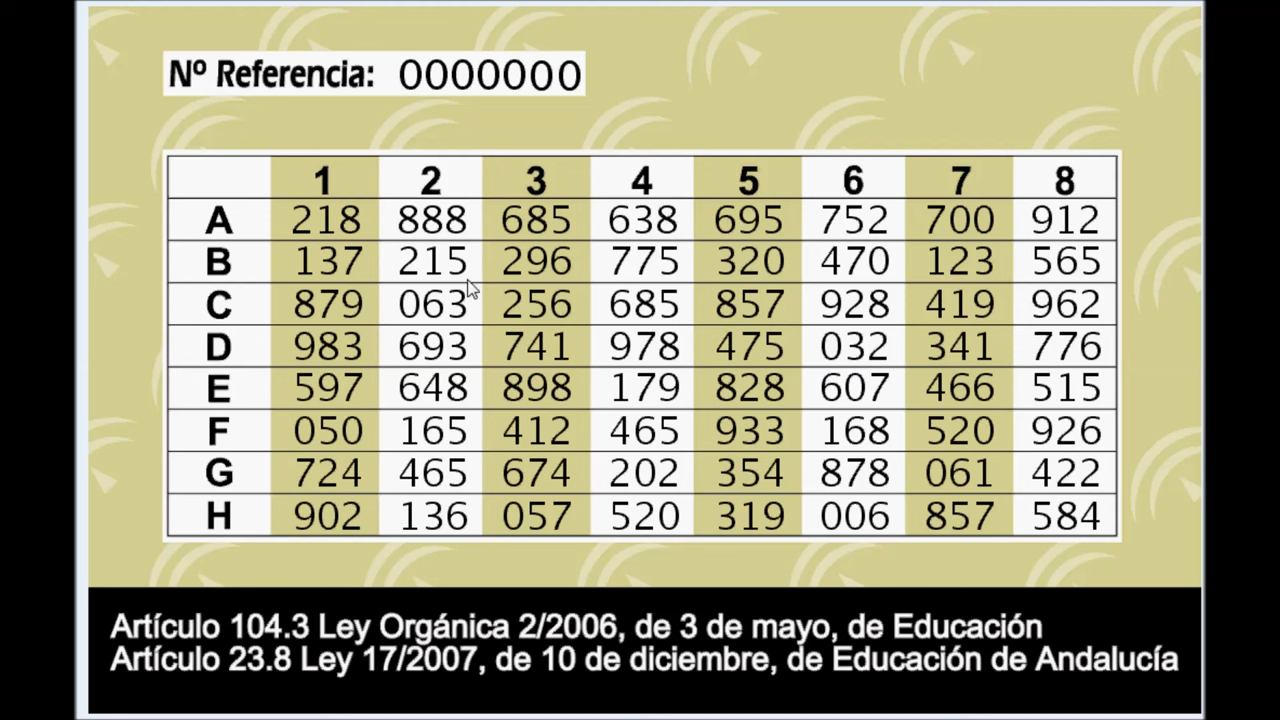 Nº Referencia: 0000000
1 2 3 4 5 6 7 8
A 218 888 685 638 695 752 700 912
B 137 215 296 775 320 470 123 565
C 879 063 256 685 857 928 419 962
D 983 693 741 978 475 032 341 776
E 597 648 898 179 828 607 466 515
F 050 165 412 465 933 168 520 926
G 724 465 674 202 354 878 061 422
H 902 136 057 520 319 006 857 584
Artículo 104.3 Ley Orgánica 2/2006, de 3 de mayo, de Educación
Artículo 23.8 Ley 17/2007, de 10 de diciembre, de Educación de Andalucía